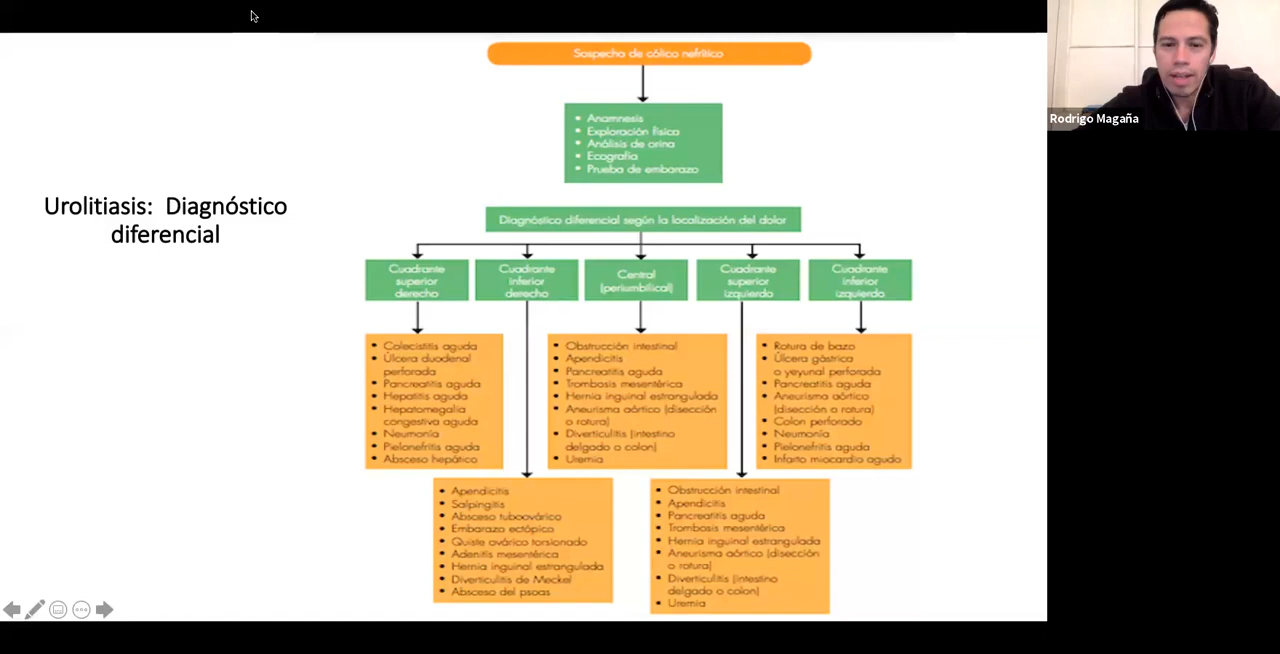 Sospecha de cólico nefrítico
Rodrigo Magaña
Anamnesis
Exploración física
Análisis de orina
Ecografía
Prueba de embarazo
Urolitiasis: Diagnóstico
diferencial
Diagnóstico diferencial según la localización del dolor
Cuadrante
superior
derecho
Cuadrante
inferior
derecho
Central
(periumbilical)
Cuadrante
superior
izquierdo
Cuadrante
inferior
izquierdo
Colecistitis aguda
Úlcera duodenal
perforada
Pancreatitis aguda
Hepatitis aguda
Hepatomegalia
congestiva aguda
Neumonía
Pielonefritis aguda
Absceso hepático
Obstrucción intestinal
Apendicitis
Pancreatitis aguda
Trombosis mesentérica
Hernia inguinal estrangulada
Aneurisma aórtico (disección
o rotura)
Diverticulitis (intestino
delgado o colon)
Uremia
Rotura de bazo
Úlcera gástrica
o yeyunal perforada
Pancreatitis aguda
Aneurisma aórtico
(disección o rotura)
Colon perforado
Neumonía
Pielonefritis aguda
Infarto miocardio agudo
Apendicitis
Salpingitis
Absceso tuboovárico
Embarazo ectópico
Quiste ovárico torsionado
Adenitis mesentérica
Hernia inguinal estrangulada
Diverticulitis de Meckel
Absceso del psoas
Obstrucción intestinal
Apendicitis
Pancreatitis aguda
Trombosis mesentérica
Hernia inguinal estrangulada
Aneurisma aórtico (disección
o rotura)
Diverticulitis (intestino
delgado o colon)
Uremia